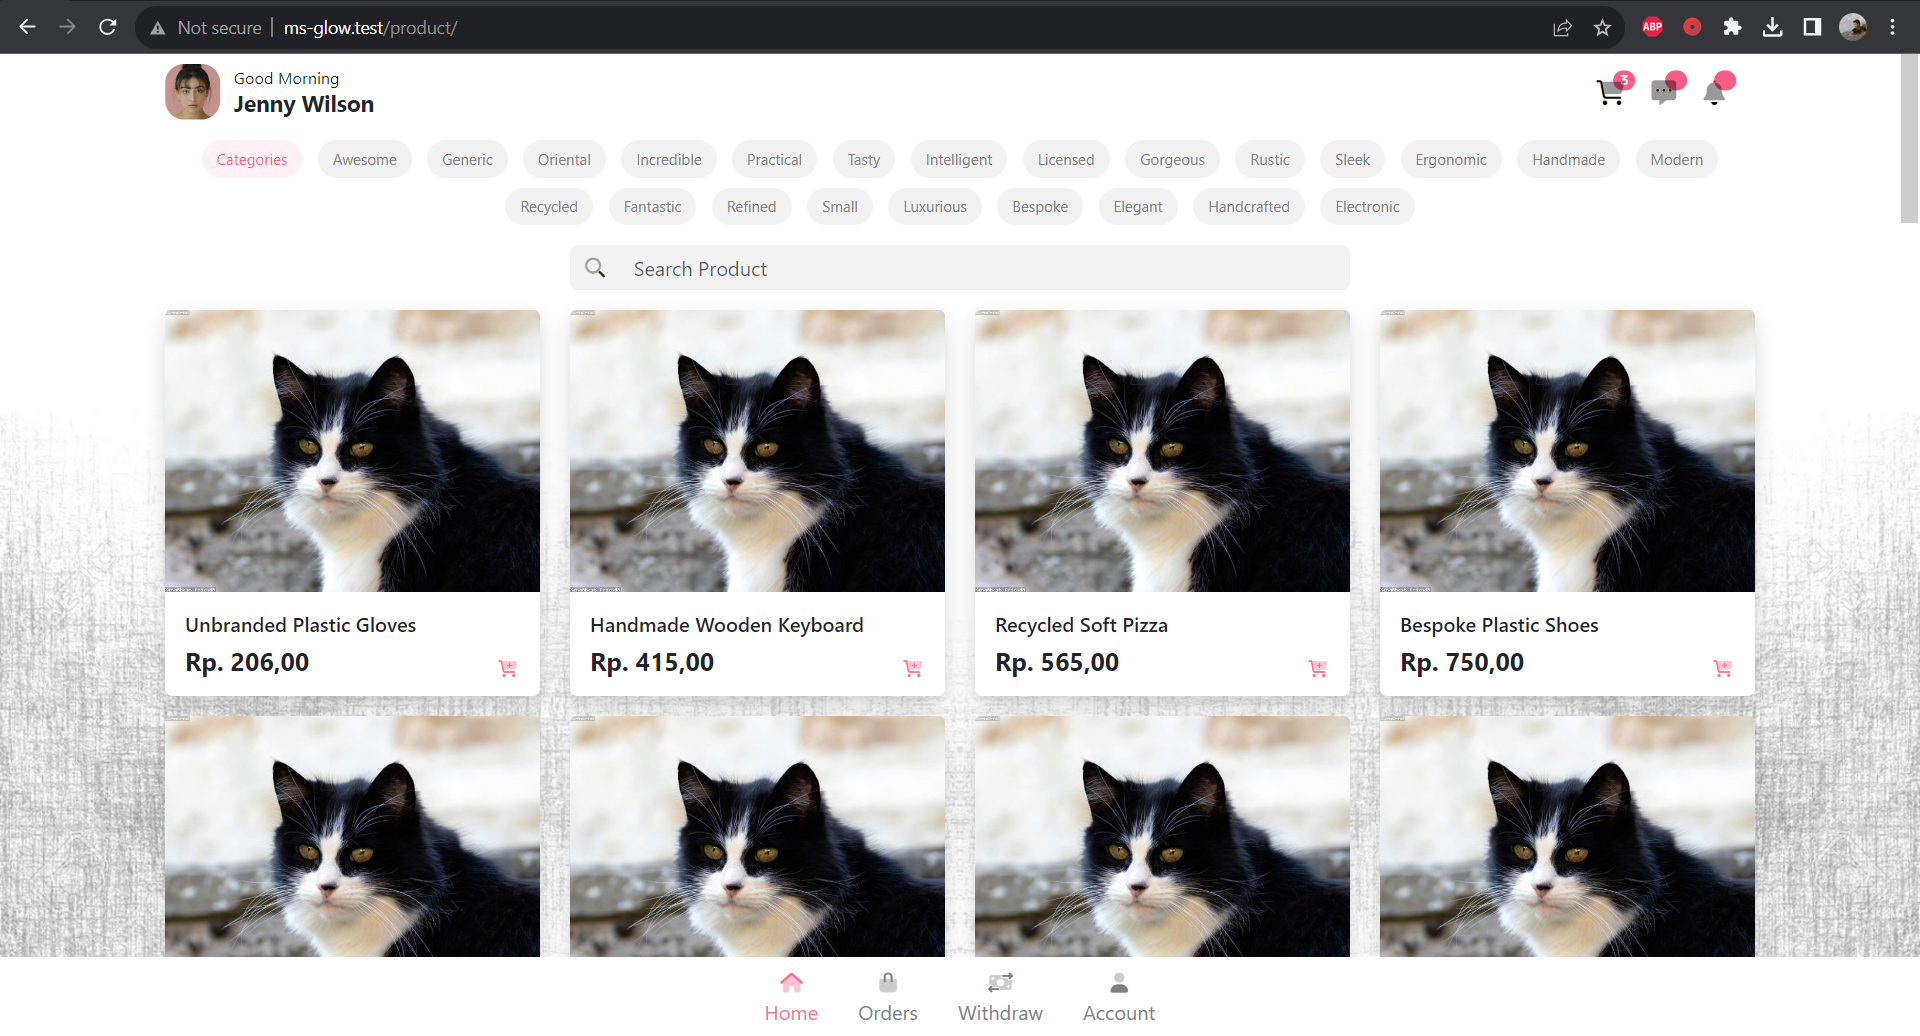 Not secure | ms-glow.test/product/
ABP
Good Morning
Jenny Wilson
3
Categories Awesome Generic Oriental Incredible Practical Tasty Intelligent Licensed Gorgeous Rustic Sleek Ergonomic Handmade Modern
Recycled Fantastic Refined Small Luxurious Bespoke Elegant Handcrafted Electronic
Search Product
Unbranded Plastic Gloves
Rp. 206,00
Handmade Wooden Keyboard
Rp. 415,00
Recycled Soft Pizza
Rp. 565,00
Bespoke Plastic Shoes
Rp. 750,00
Home Orders Withdraw Account